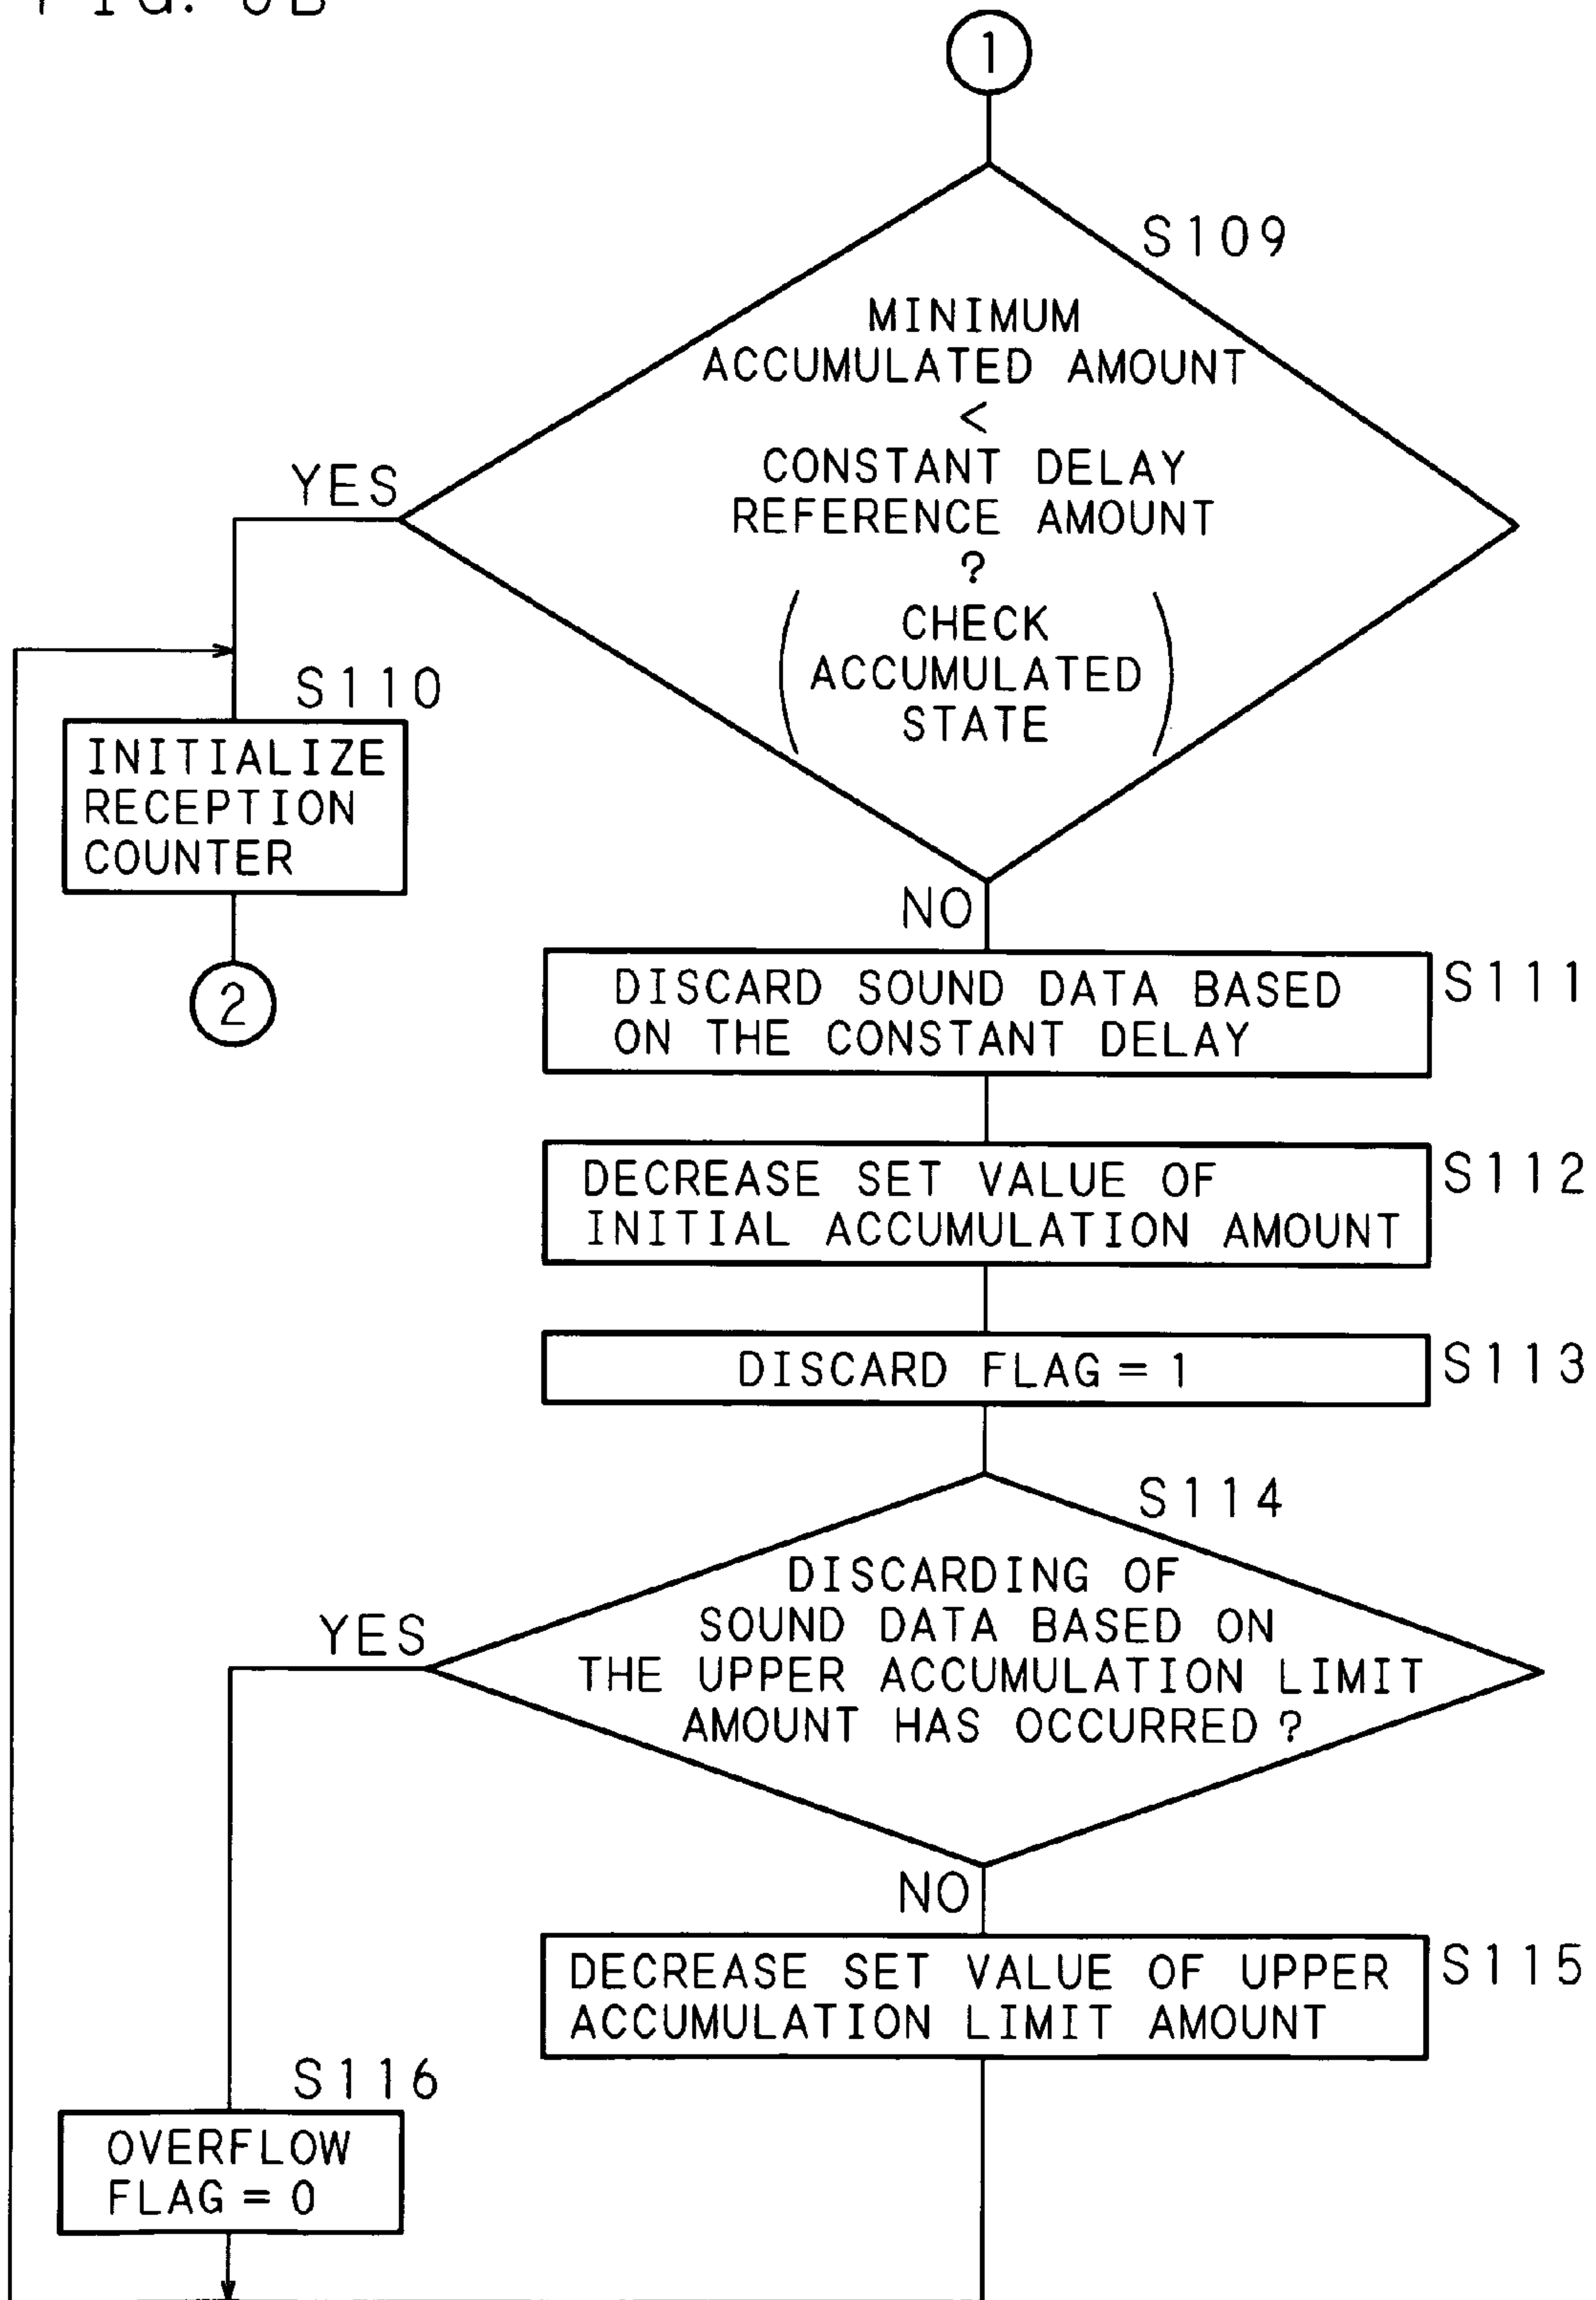 1
S109
MINIMUM
ACCUMULATED AMOUNT
<
CONSTANT DELAY
REFERENCE AMOUNT
?
YES
CHECK
ACCUMULATED
STATE
S110
INITIALIZE
RECEPTION
COUNTER
2
NO
DISCARD SOUND DATA BASED
ON THE CONSTANT DELAY
S111
DECREASE SET VALUE OF
INITIAL ACCUMULATION AMOUNT
S112
DISCARD FLAG = 1
S113
S114
DISCARDING OF
SOUND DATA BASED ON
THE UPPER ACCUMULATION LIMIT
AMOUNT HAS OCCURRED ?
YES
NO
DECREASE SET VALUE OF UPPER
ACCUMULATION LIMIT AMOUNT
S115
S116
OVERFLOW
FLAG = 0